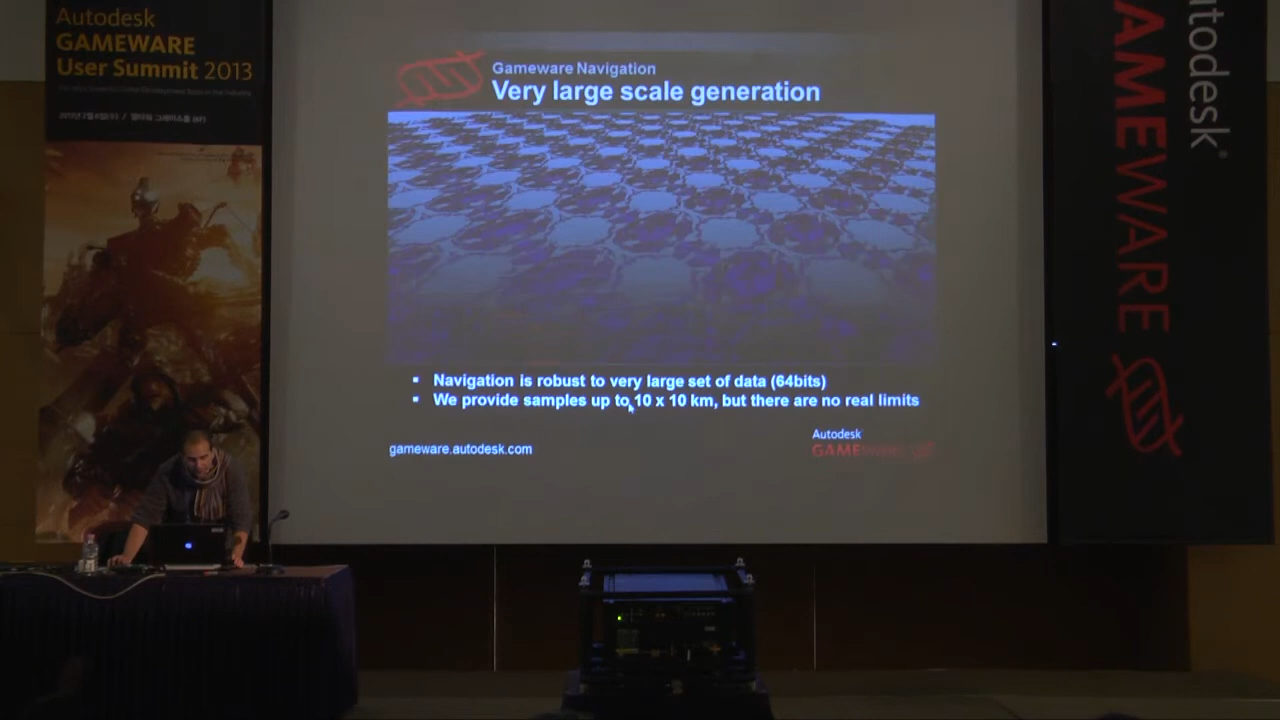 Autodesk
GAMEWARE
User Summit 2013
Gameware Navigation
Very large scale generation
Navigation is robust to very large set of data (64bits)
We provide samples up to 10 x 10 km, but there are no real limits
gameware.autodesk.com
Autodesk
GAMEWARE
Autodesk®
GAMEWARE